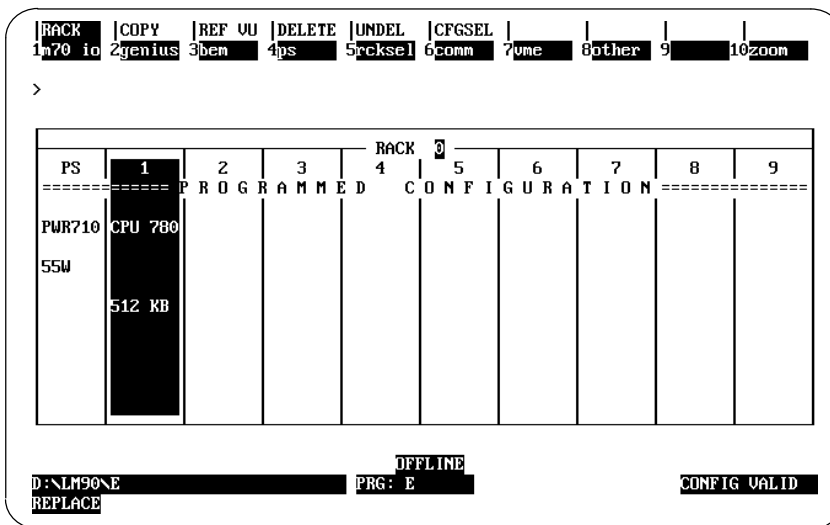 |RACK |COPY |REF VU |DELETE |UNDEL |CFGSEL | | | |
1m70 io 2genius 3bem 4ps 5rcksel 6comm 7vme 8other 9 10zoom
>
RACK 0
PS 1 2 3 4 5 6 7 8 9
============= P R O G R A M M E D C O N F I G U R A T I O N ==============
PWR710 CPU 780
55W
512 KB
OFFLINE
D:\LM90\E PRG: E CONFIG VALID
REPLACE